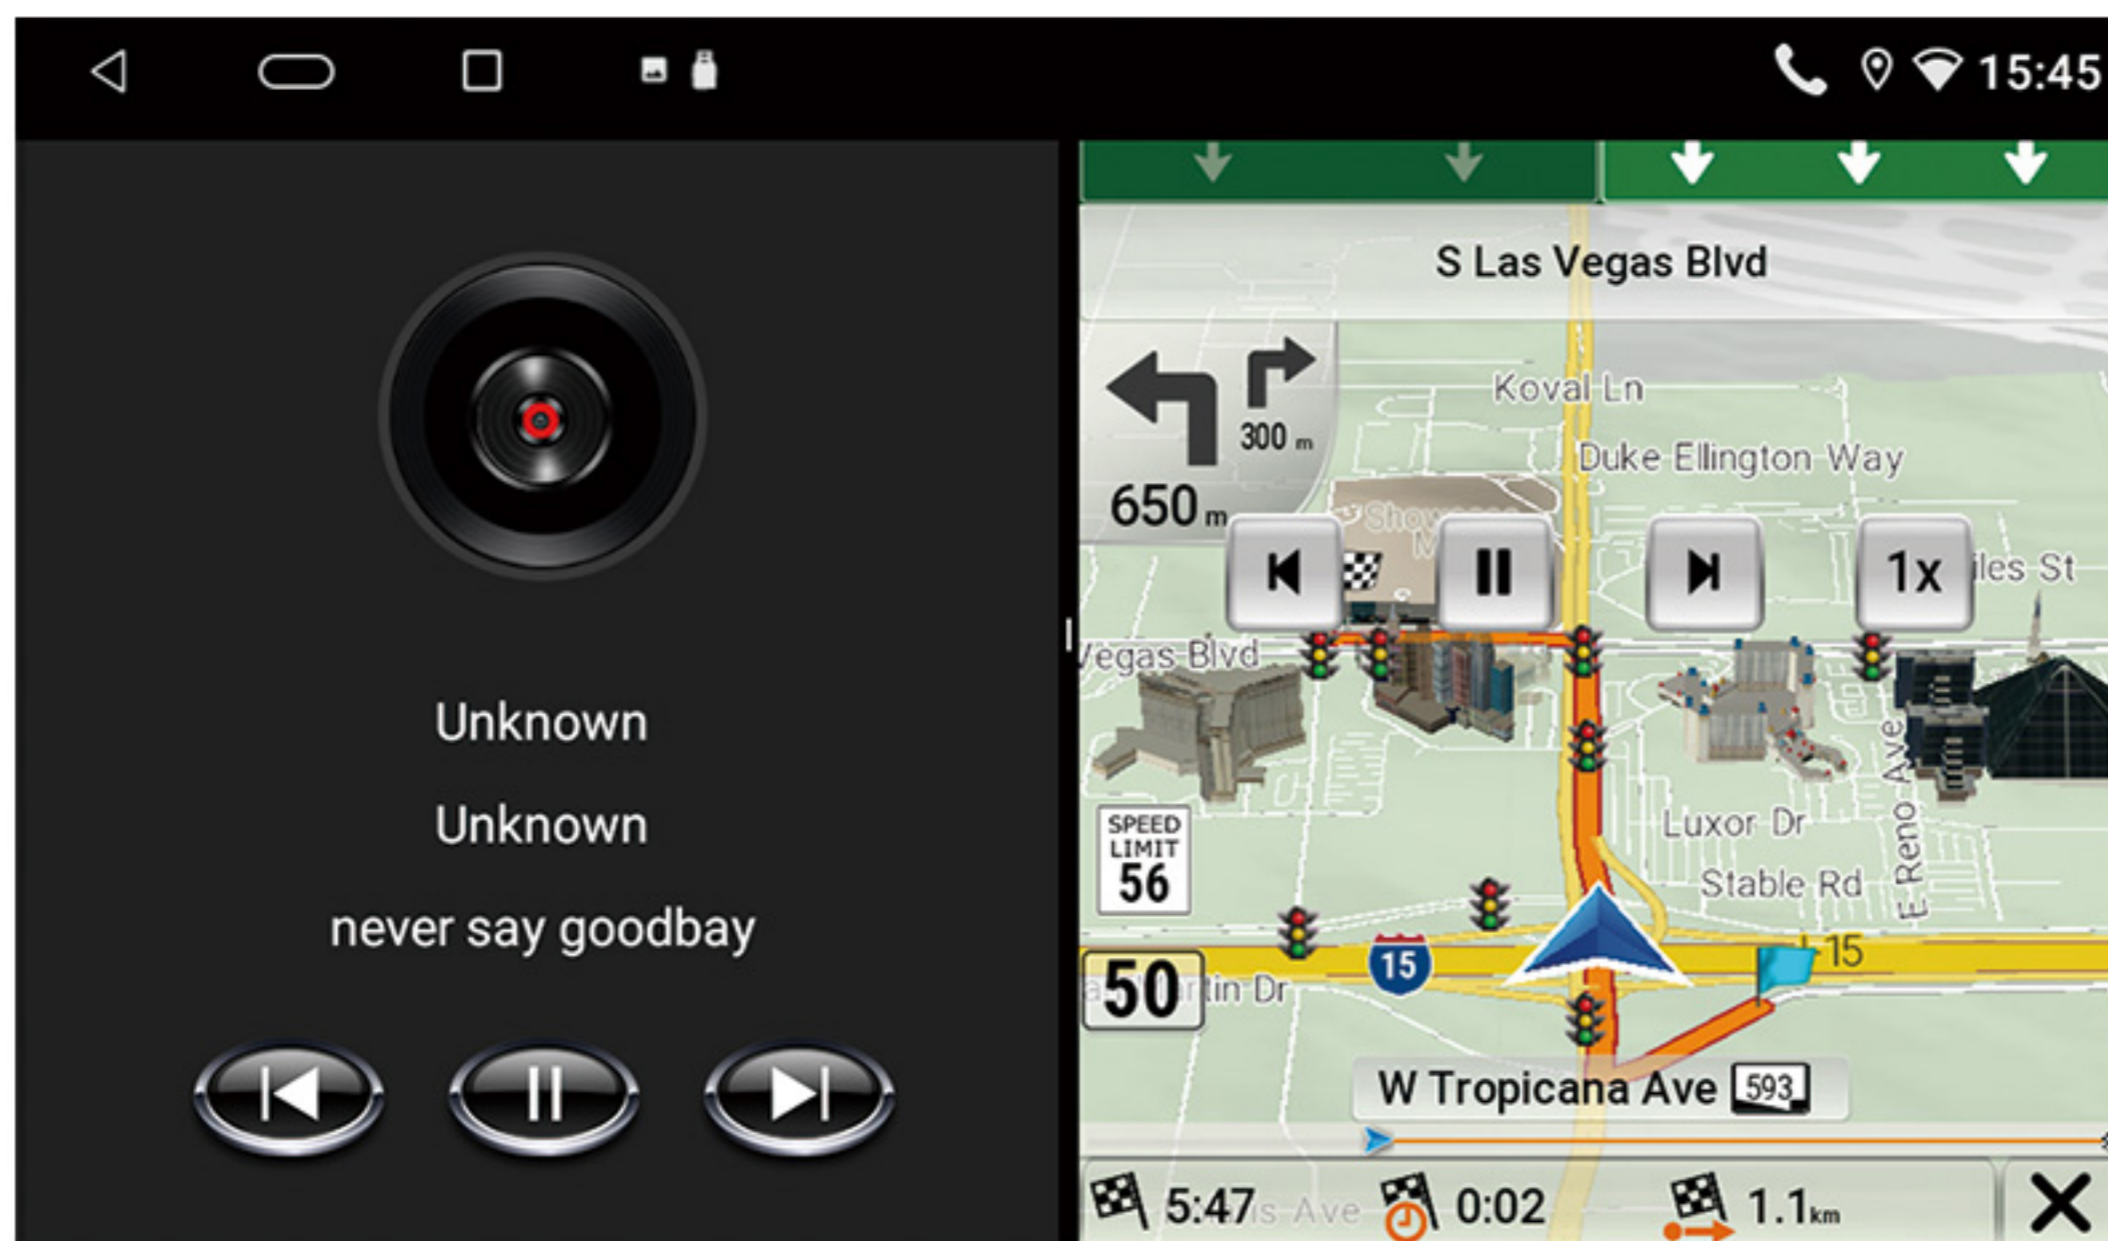 15:45
Unknown
Unknown
never say goodbay
S Las Vegas Blvd
300 m
650 m
Koval Ln
Duke Ellington Way
1x
Vegas Blvd
SPEED
LIMIT
56
Luxor Dr
Stable Rd
E Reno Ave
15
15
50
Dr
W Tropicana Ave 593
5:47
Ave
0:02
1.1 km